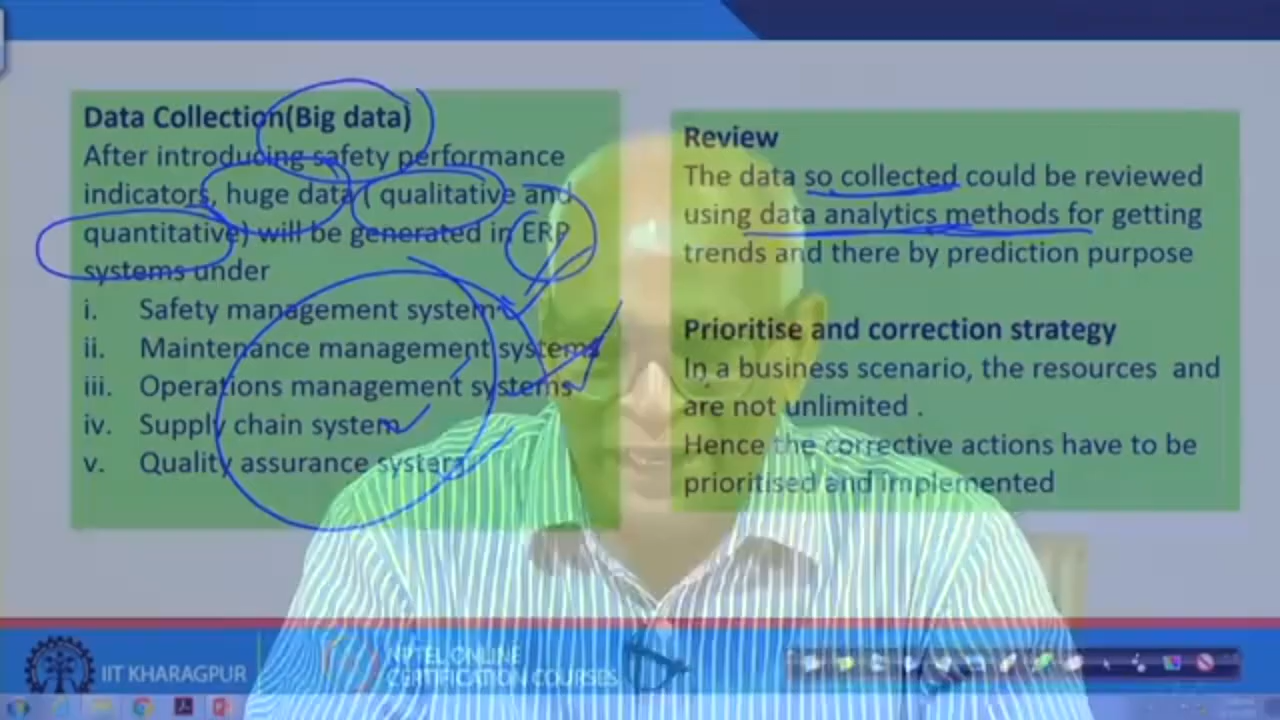 Data Collection(Big data)
After introducing safety performance
indicators, huge data ( qualitative and
quantitative) will be generated in ERP
systems under
i. Safety management system
ii. Maintenance management systems
iii. Operations management systems
iv. Supply chain system
v. Quality assurance system
Review
The data so collected could be reviewed
using data analytics methods for getting
trends and there by prediction purpose
Prioritise and correction strategy
In a business scenario, the resources and
are not unlimited .
Hence the corrective actions have to be
prioritised and implemented
IIT KHARAGPUR
NPTEL ONLINE
CERTIFICATION COURSES